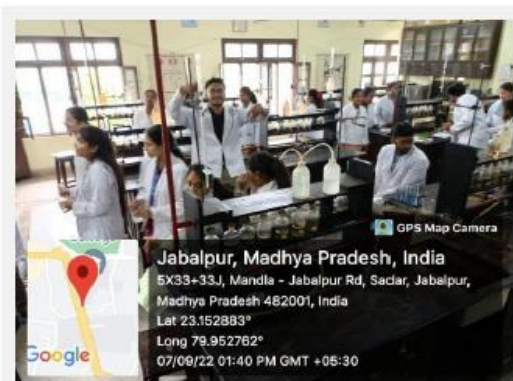 GPS Map Camera
Jabalpur, Madhya Pradesh, India
5X33+33J, Mandla - Jabalpur Rd, Sadar, Jabalpur,
Madhya Pradesh 482001, India
Lat 23.152883°
Long 79.952762°
07/09/22 01:40 PM GMT +05:30
Google